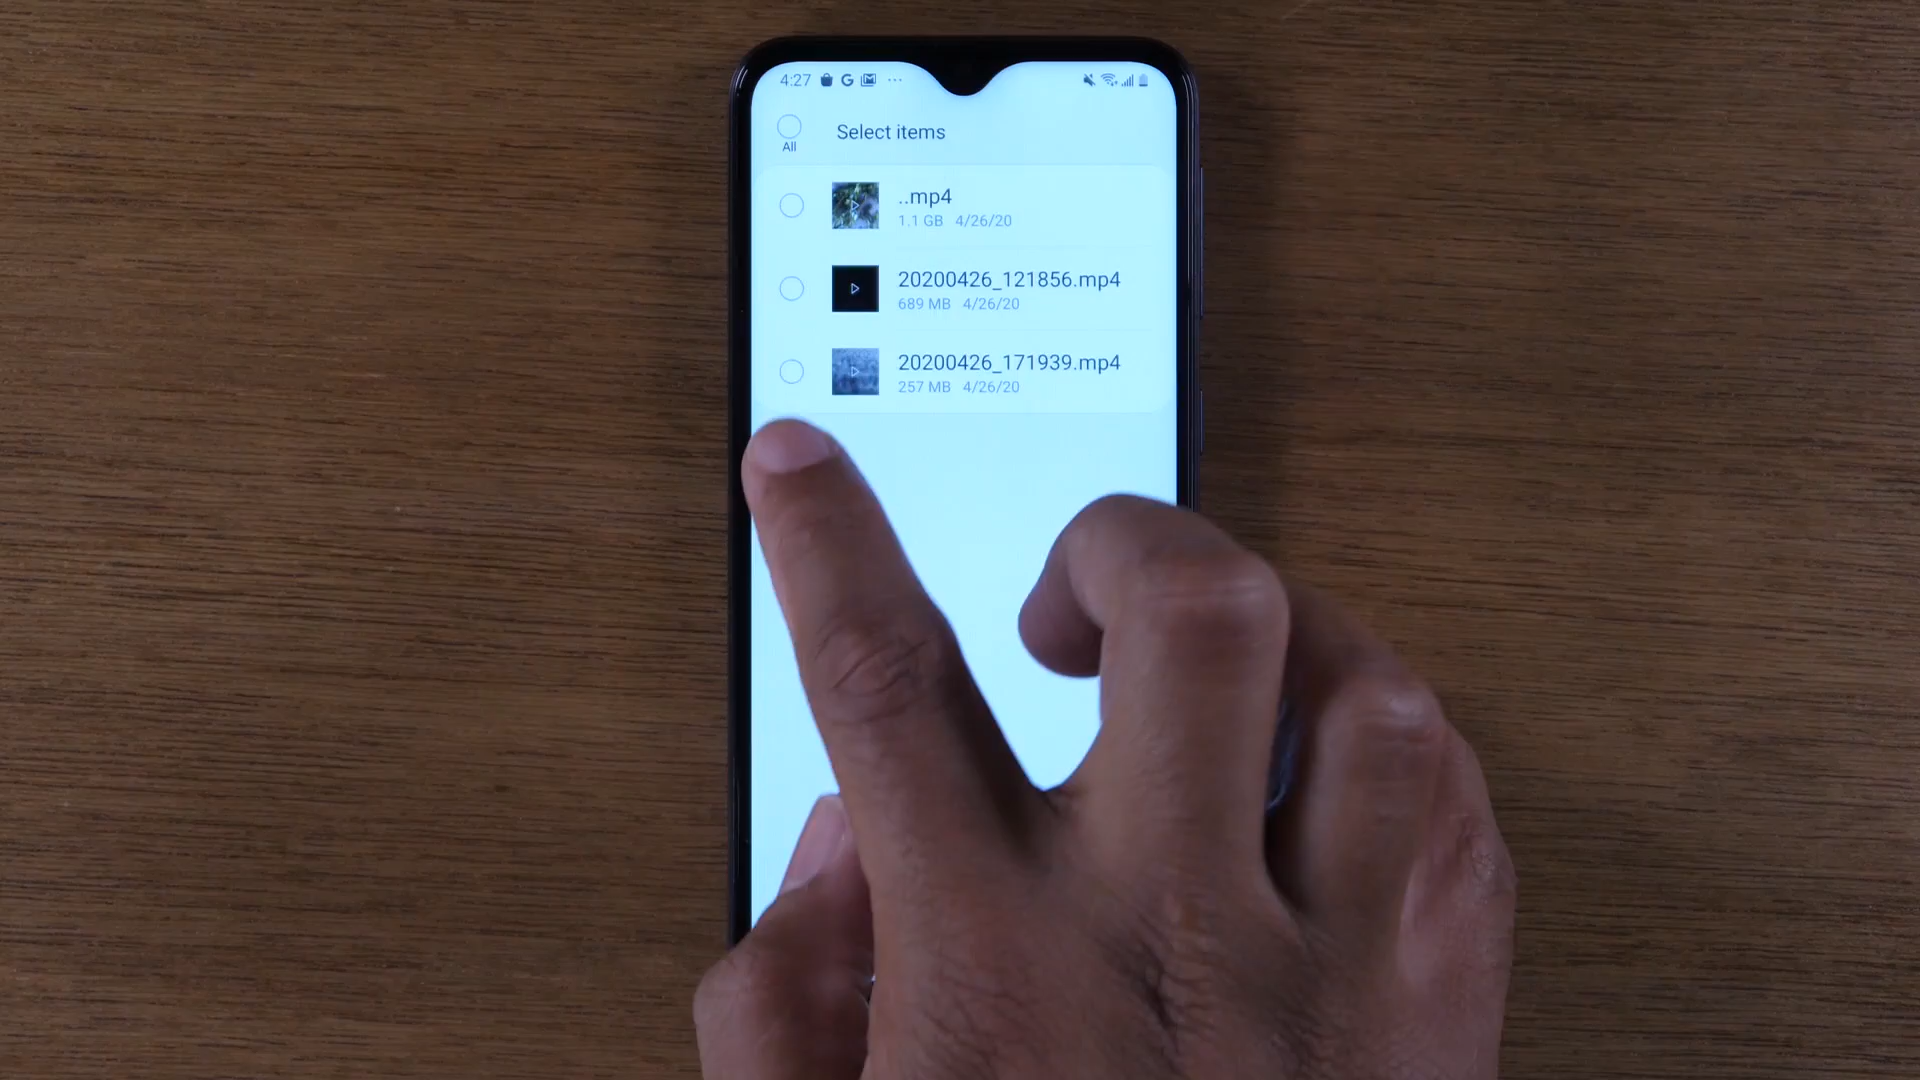 4:27 G ...
Select items
All
..mp4
1.1 GB 4/26/20
20200426_121856.mp4
689 MB 4/26/20
20200426_171939.mp4
257 MB 4/26/20